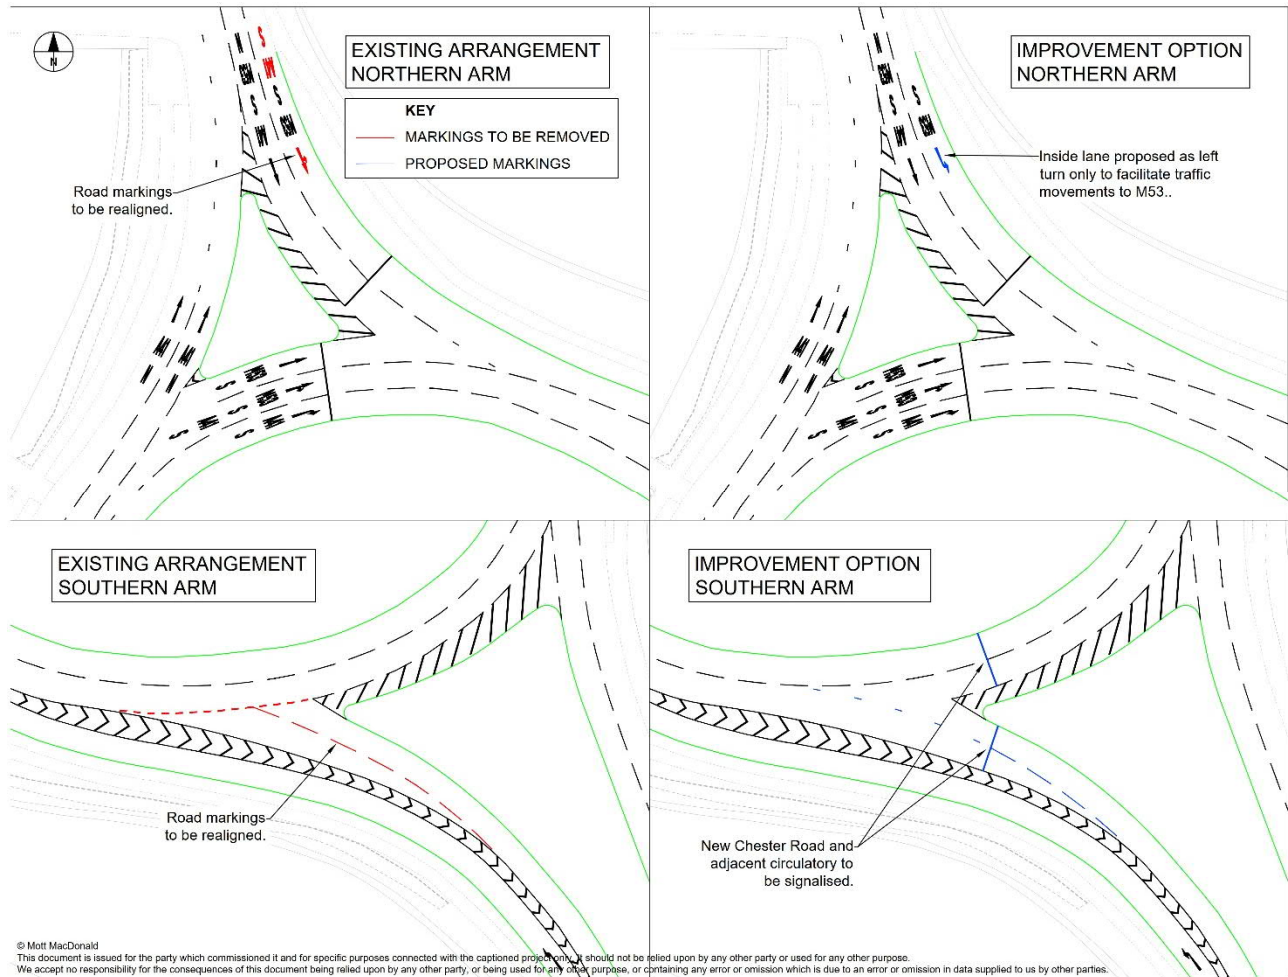 N
EXISTING ARRANGEMENT
NORTHERN ARM
KEY
MARKINGS TO BE REMOVED
PROPOSED MARKINGS
Road markings
to be realigned.
IMPROVEMENT OPTION
NORTHERN ARM
Inside lane proposed as left
turn only to facilitate traffic
movements to M53..
EXISTING ARRANGEMENT
SOUTHERN ARM
Road markings
to be realigned.
IMPROVEMENT OPTION
SOUTHERN ARM
New Chester Road and
adjacent circulatory to
be signalised.
© Mott MacDonald
This document is issued for the party which commissioned it and for specific purposes connected with the captioned project only. It should not be relied upon by any other party or used for any other purpose.
We accept no responsibility for the consequences of this document being relied upon by any other party, or being used for any other purpose, or containing any error or omission which is due to an error or omission in data supplied to us by other parties.